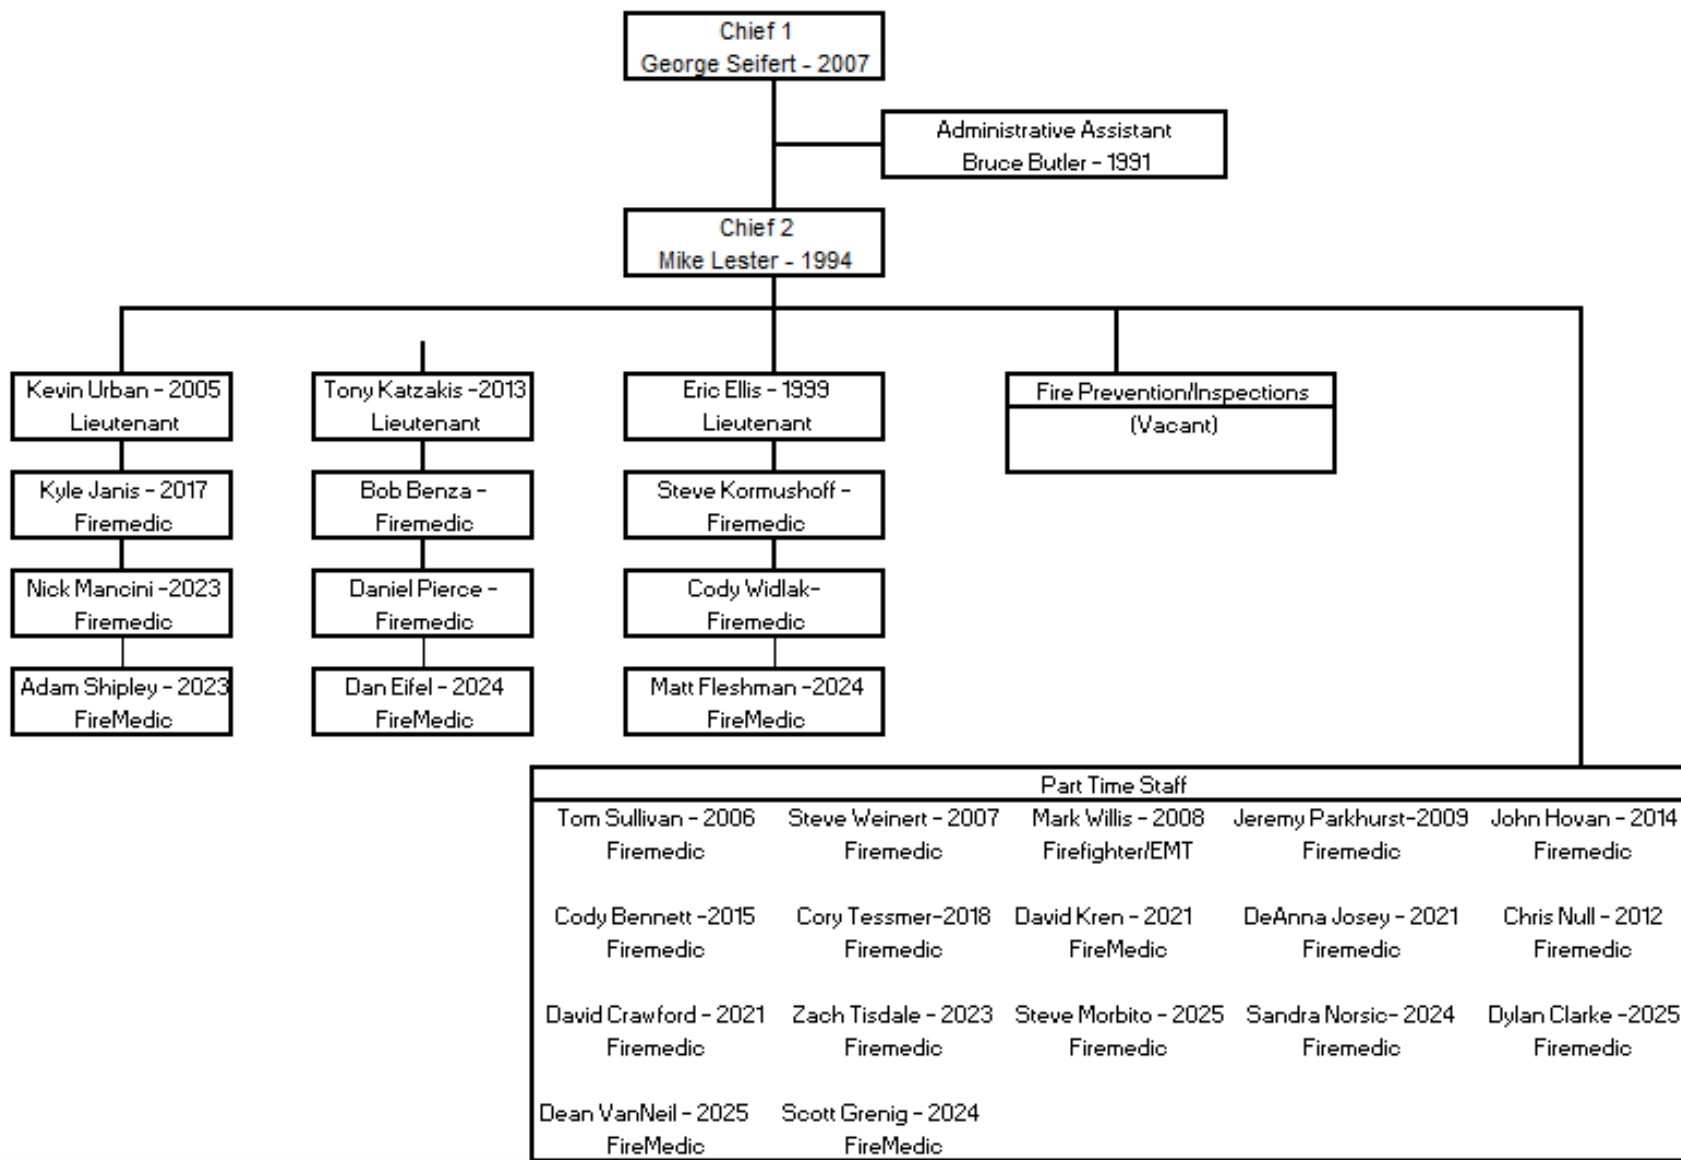 Chief 1
George Seifert - 2007
Administrative Assistant
Bruce Butler - 1991
Chief 2
Mike Lester - 1994
Kevin Urban - 2005
Lieutenant
Kyle Janis - 2017
Firemedic
Nick Mancini -2023
Firemedic
Adam Shipley - 2023
FireMedic
Tony Katzakis -2013
Lieutenant
Bob Benza -
Firemedic
Daniel Pierce -
Firemedic
Dan Eifel - 2024
FireMedic
Eric Ellis - 1999
Lieutenant
Steve Kormushoff -
Firemedic
Cody Widlak-
Firemedic
Matt Fleshman -2024
FireMedic
Fire Prevention/Inspections
(Vacant)
Part Time Staff
Tom Sullivan - 2006 Steve Weinert - 2007 Mark Willis - 2008 Jeremy Parkhurst-2009 John Hovan - 2014
Firemedic Firemedic Firefighter/EMT Firemedic Firemedic
Cody Bennett -2015 Cory Tessmer-2018 David Kren - 2021 DeAnna Josey - 2021 Chris Null - 2012
Firemedic Firemedic FireMedic Firemedic Firemedic
David Crawford - 2021 Zach Tisdale - 2023 Steve Morbito - 2025 Sandra Norsic- 2024 Dylan Clarke -2025
Firemedic Firemedic Firemedic Firemedic Firemedic
Dean VanNeil - 2025 Scott Grenig - 2024
FireMedic FireMedic